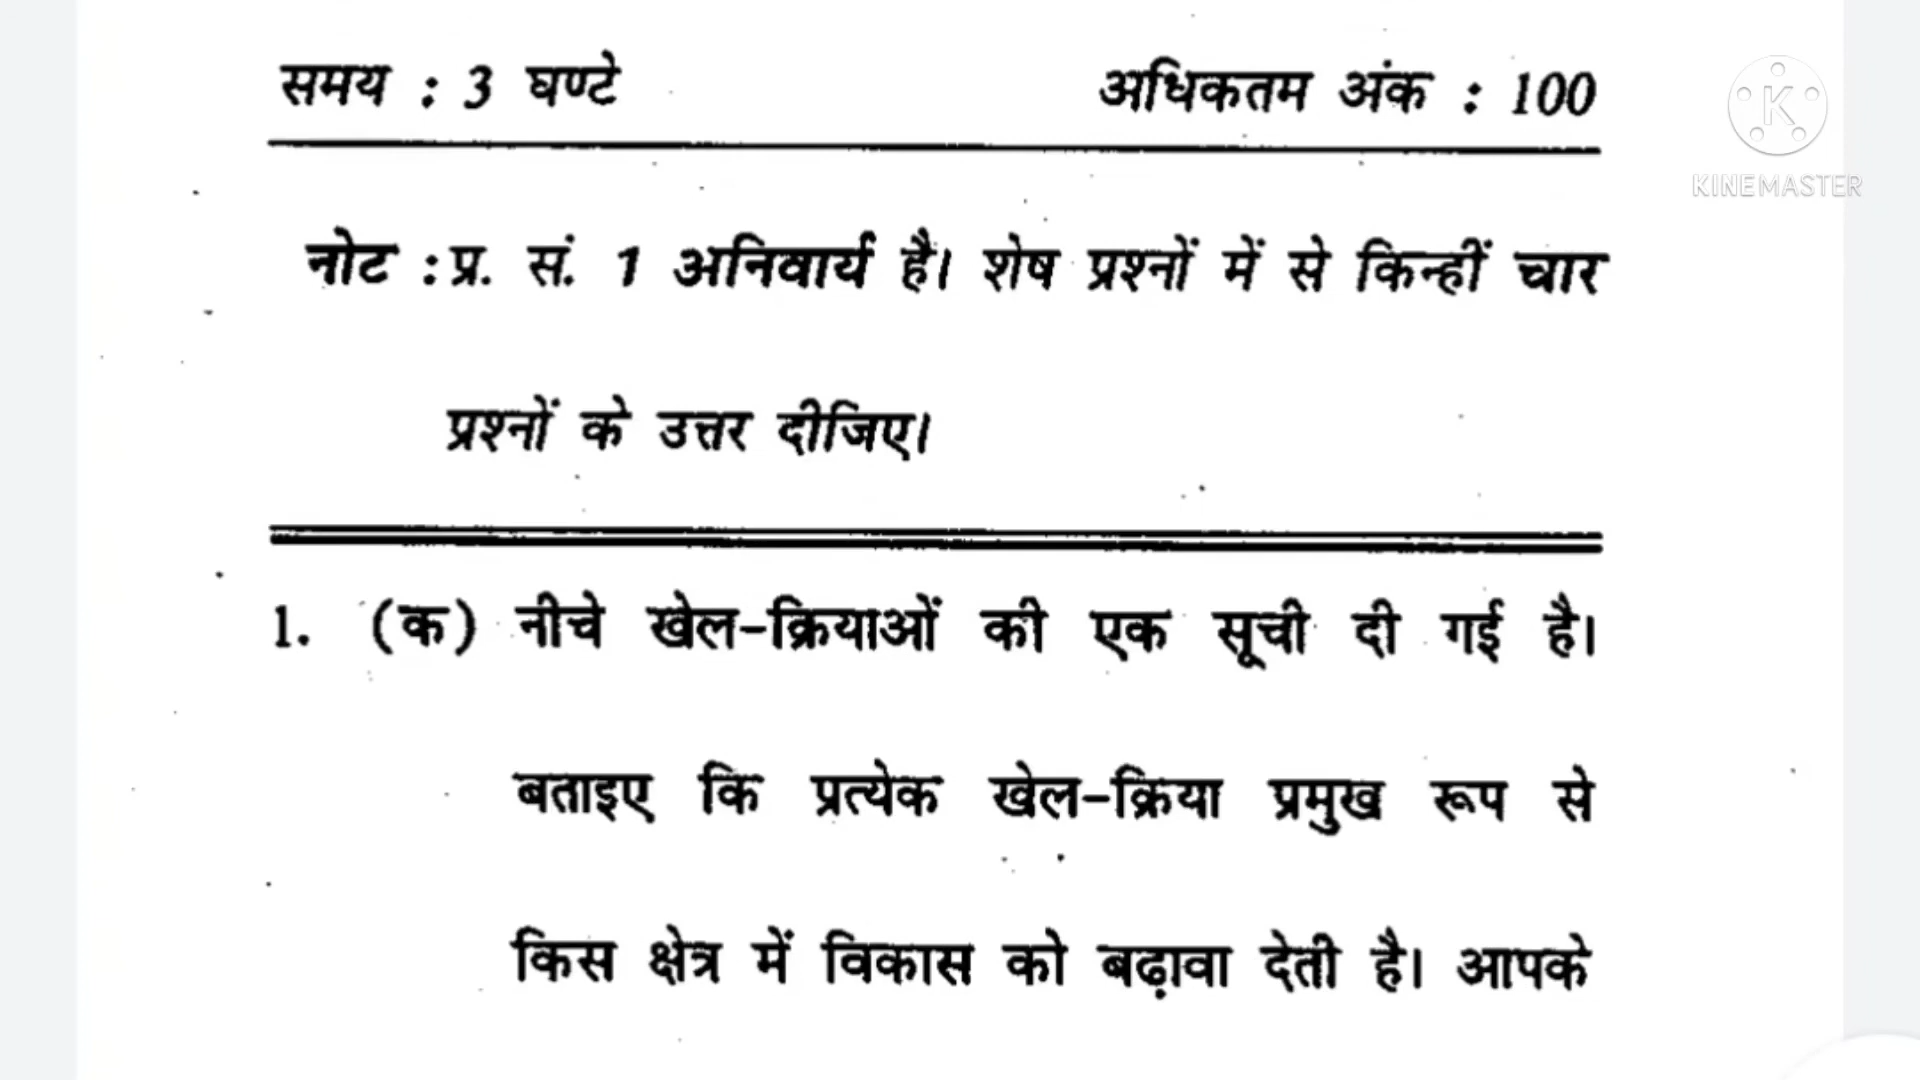 समय : 3 घण्टे अधिकतम अंक : 100
KINEMASTER
नोट : प्र. सं. 1 अनिवार्य है। शेष प्रश्नों में से किन्हीं चार
प्रश्नों के उत्तर दीजिए।
1. (क) नीचे खेल-क्रियाओं की एक सूची दी गई है।
बताइए कि प्रत्येक खेल-क्रिया प्रमुख रूप से
किस क्षेत्र में विकास को बढ़ावा देती है। आपके